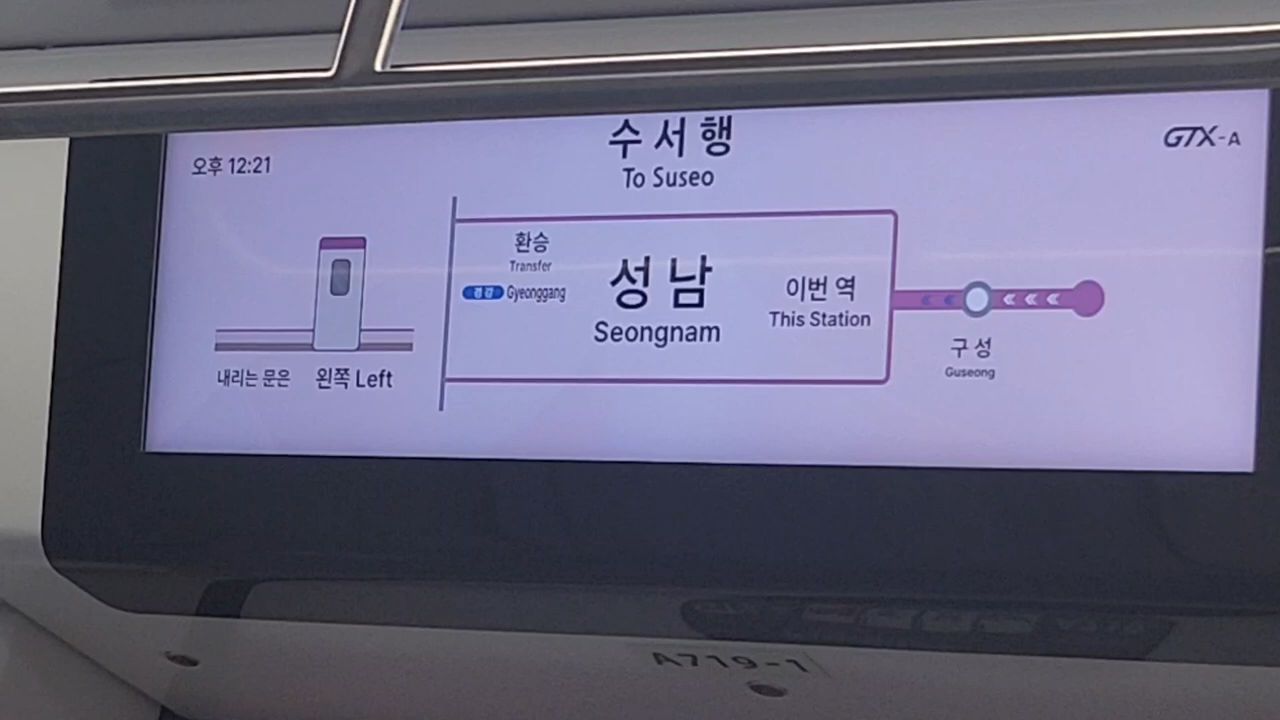 수서행
To Suseo
GTX-A
오후 12:21
환승
Transfer
경강 Gyeonggang
성남
Seongnam
이번 역
This Station
구성
Guseong
내리는 문은 왼쪽 Left
A719-1